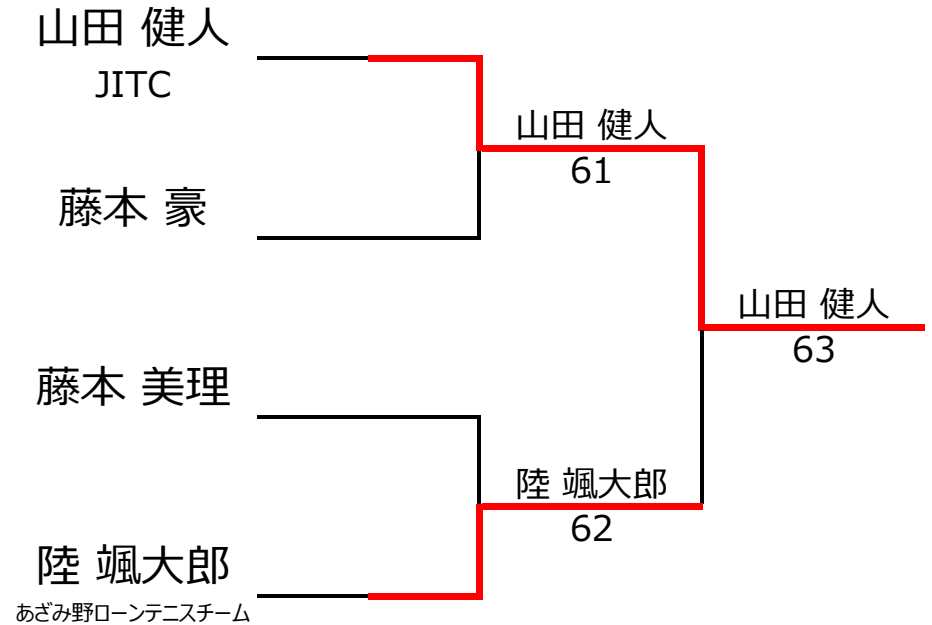 山田 健人
JITC
山田 健人
61
藤本 豪
山田 健人
63
藤本 美理
陸 颯大郎
62
陸 颯大郎
あざみ野ローンテニスチーム